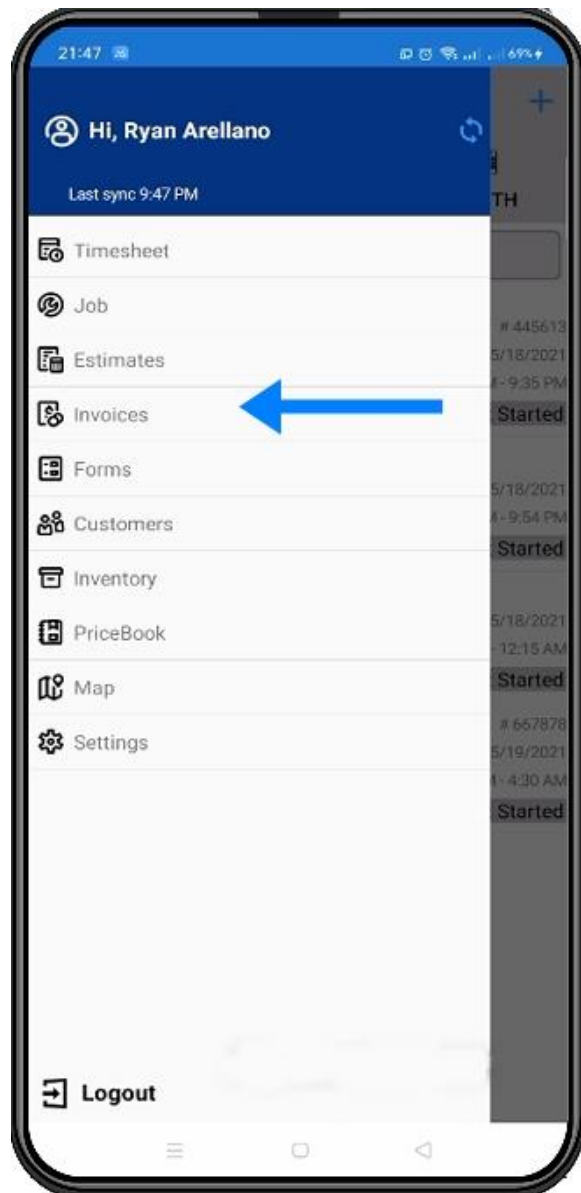 21:47
69%
Hi, Ryan Arellano
Last sync 9:47 PM
TH
Timesheet
Job
# 445613
Estimates
5/18/2021
- 9:35 PM
Invoices
Started
Forms
5/18/2021
Customers
- 9:54 PM
Started
Inventory
5/18/2021
PriceBook
- 12:15 AM
Map
Started
# 667878
Settings
5/19/2021
- 4:30 AM
Started
Logout